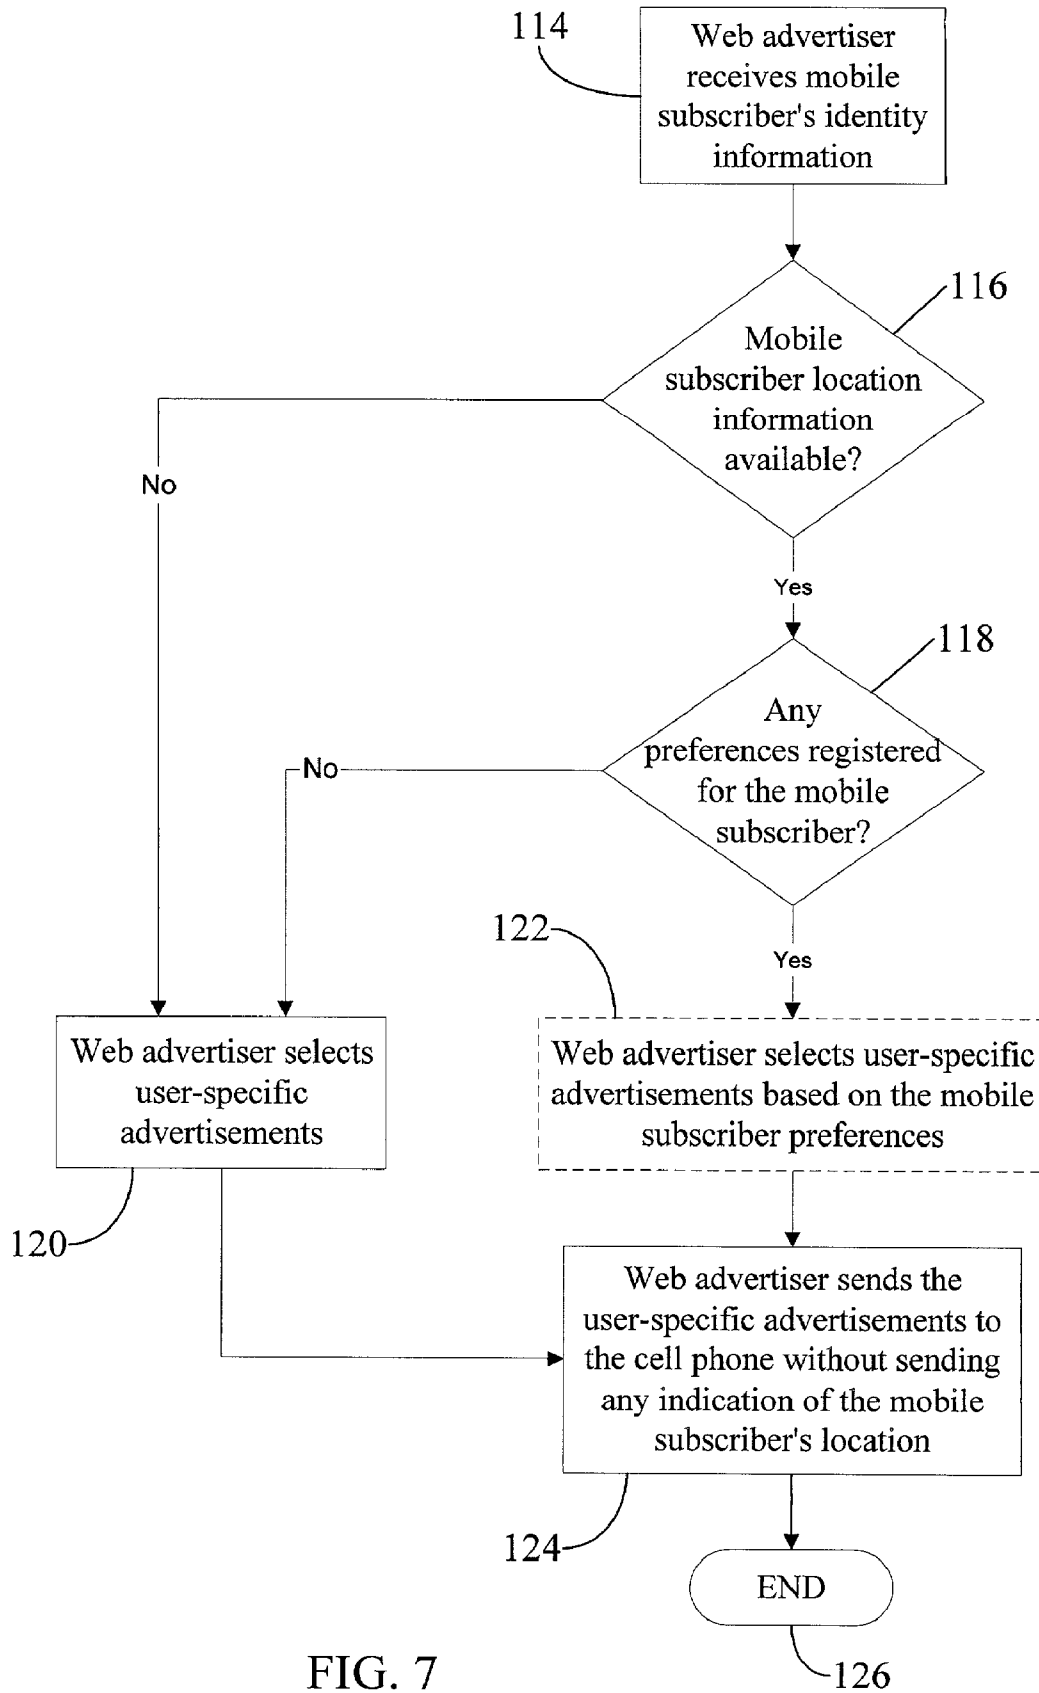 114
Web advertiser
receives mobile
subscriber's identity
information
116
Mobile
subscriber location
information
available?
No
Yes
118
Any
preferences registered
for the mobile
subscriber?
No
Yes
122
Web advertiser selects
user-specific
advertisements
Web advertiser selects user-specific
advertisements based on the mobile
subscriber preferences
120
Web advertiser sends the
user-specific advertisements to
the cell phone without sending
any indication of the mobile
subscriber's location
124
END
126
FIG. 7